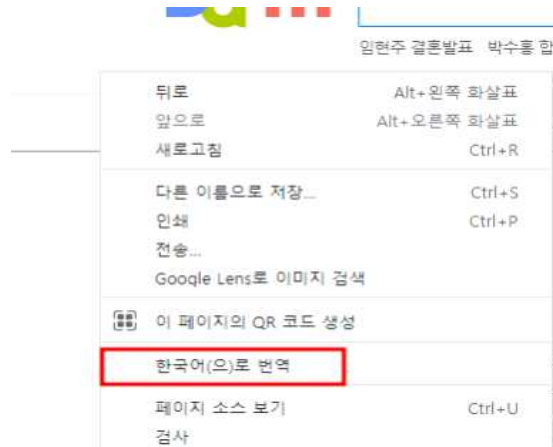 임현주 결혼발표 박수홍 합
뒤로 Alt+왼쪽 화살표
앞으로 Alt+오른쪽 화살표
새로고침 Ctrl+R
다른 이름으로 저장... Ctrl+S
인쇄 Ctrl+P
전송...
Google Lens로 이미지 검색
이 페이지의 QR 코드 생성
한국어(으)로 번역
페이지 소스 보기 Ctrl+U
검사